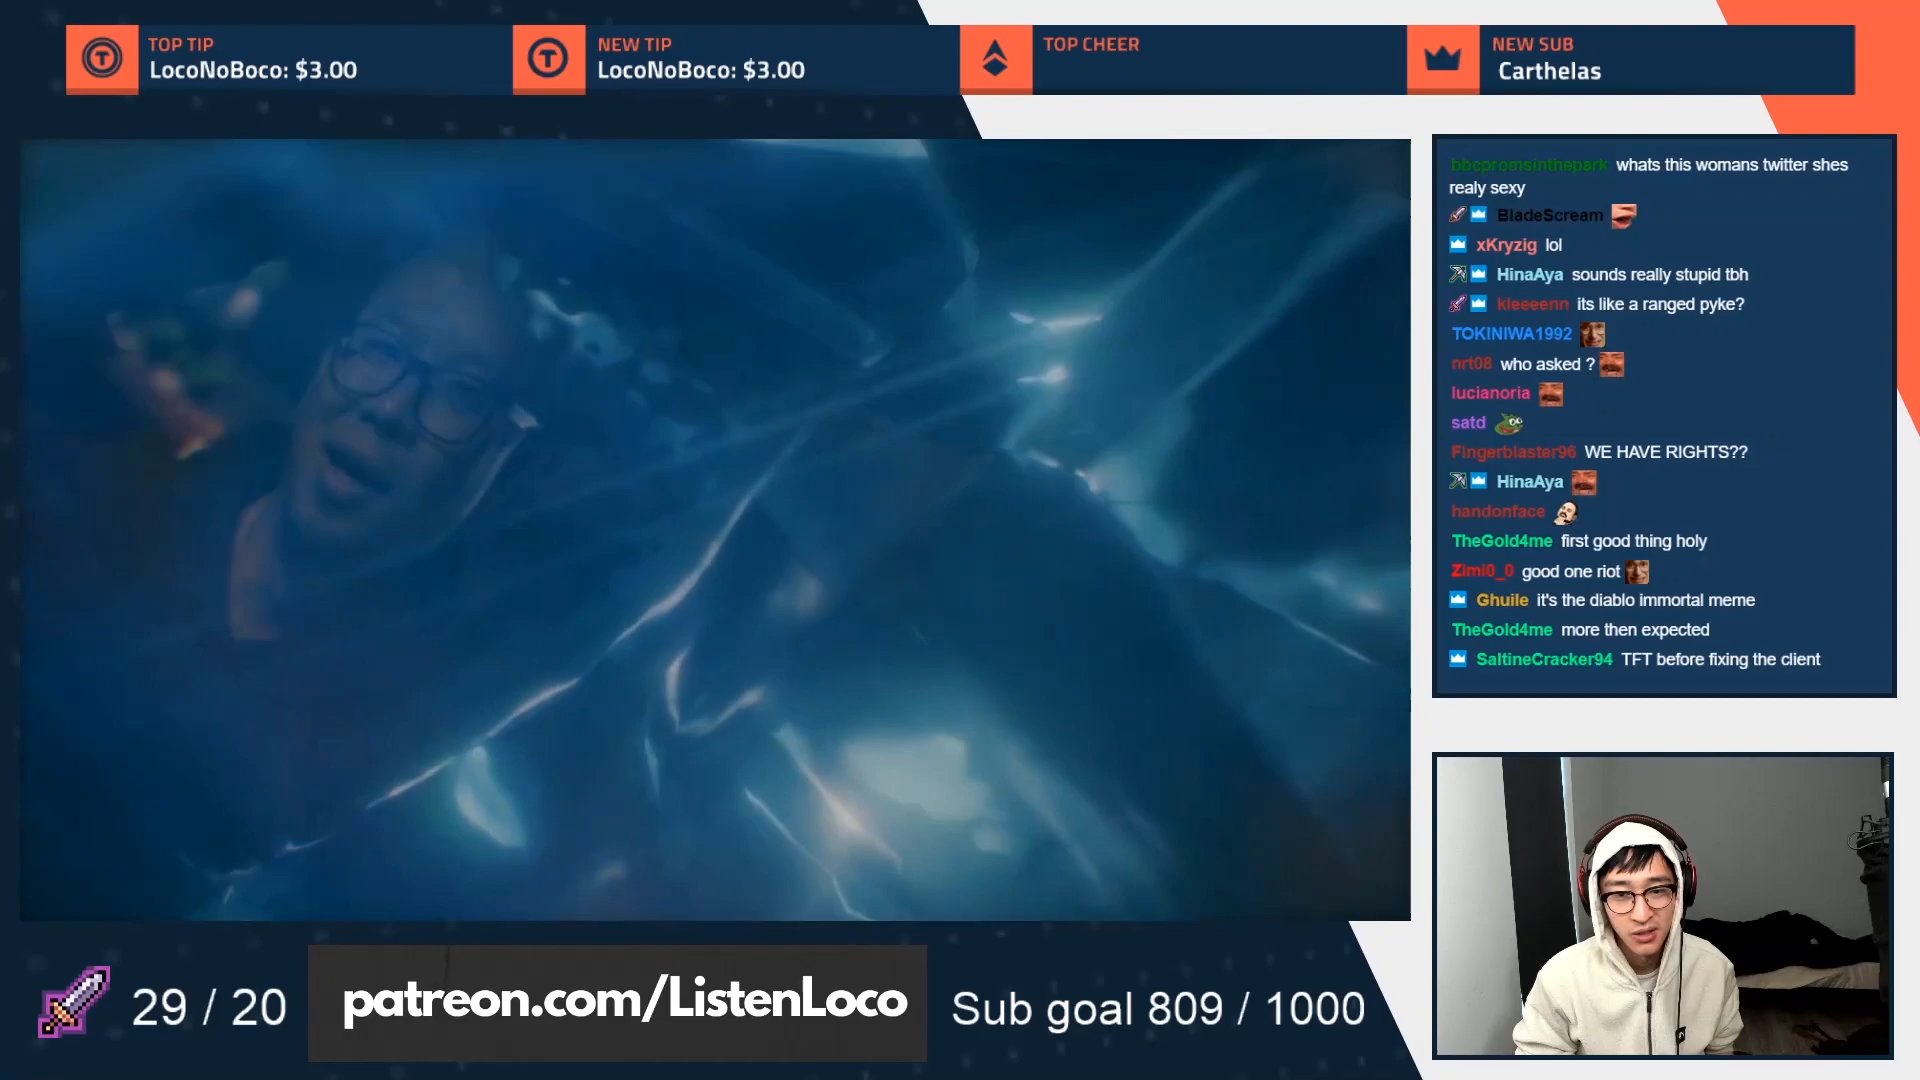 TOP TIP
LocoNoBoco: $3.00
NEW TIP
LocoNoBoco: $3.00
TOP CHEER
NEW SUB
Carthelas
bbcpromsinthepark whats this womans twitter shes
realy sexy
BladeScream
xKryzig lol
HinaAya sounds really stupid tbh
kleeeenn its like a ranged pyke?
TOKINIWA1992
nrt08 who asked ?
lucianoria
satd
Fingerblaster96 WE HAVE RIGHTS??
HinaAya
handonface
TheGold4me first good thing holy
Zimi0_0 good one riot
Ghuile it's the diablo immortal meme
TheGold4me more then expected
SaltineCracker94 TFT before fixing the client
29 / 20
patreon.com/ListenLoco
Sub goal 809 / 1000